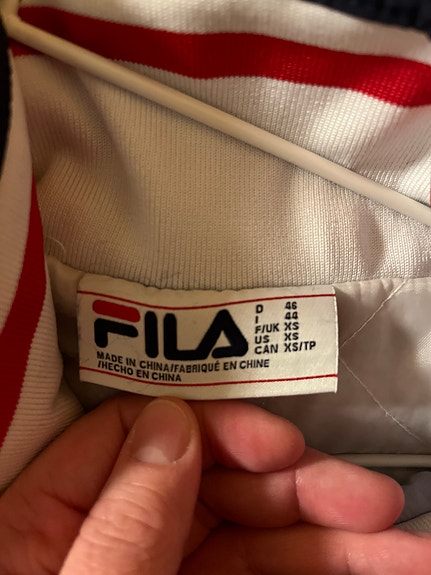 FILA
D 46
I 44
F/UK XS
US XS
CAN XS/TP
MADE IN CHINA/FABRIQUÉ EN CHINE
/HECHO EN CHINA